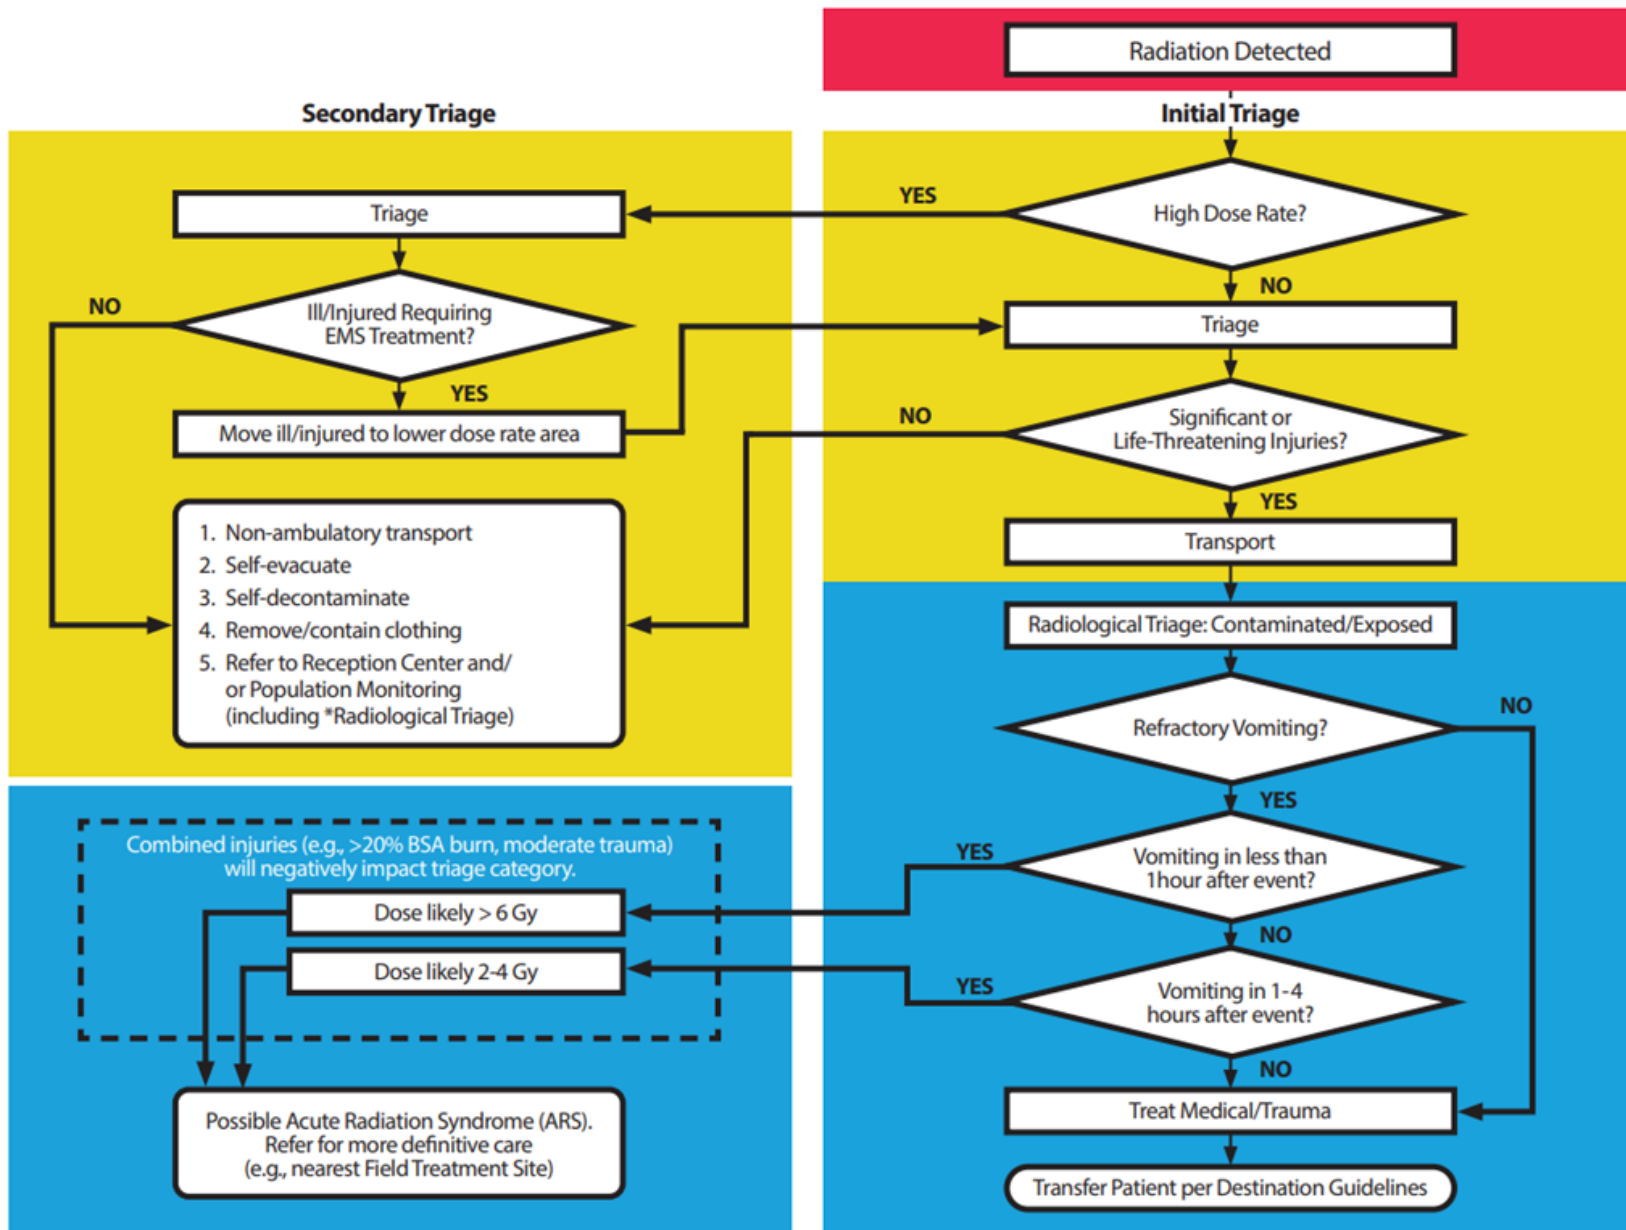 Radiation Detected
Secondary Triage
Initial Triage
YES
High Dose Rate?
Triage
NO
NO
Ill/Injured Requiring
EMS Treatment?
Triage
YES
Move ill/injured to lower dose rate area
NO
Significant or
Life-Threatening Injuries?
YES
Transport
1. Non-ambulatory transport
2. Self-evacuate
3. Self-decontaminate
4. Remove/contain clothing
5. Refer to Reception Center and/
or Population Monitoring
(including *Radiological Triage)
Radiological Triage: Contaminated/Exposed
NO
Refractory Vomiting?
YES
Combined injuries (e.g., >20% BSA burn, moderate trauma)
will negatively impact triage category.
YES
Vomiting in less than
1hour after event?
Dose likely > 6 Gy
NO
Dose likely 2-4 Gy
YES
Vomiting in 1-4
hours after event?
NO
Treat Medical/Trauma
Possible Acute Radiation Syndrome (ARS).
Refer for more definitive care
(e.g., nearest Field Treatment Site)
Transfer Patient per Destination Guidelines